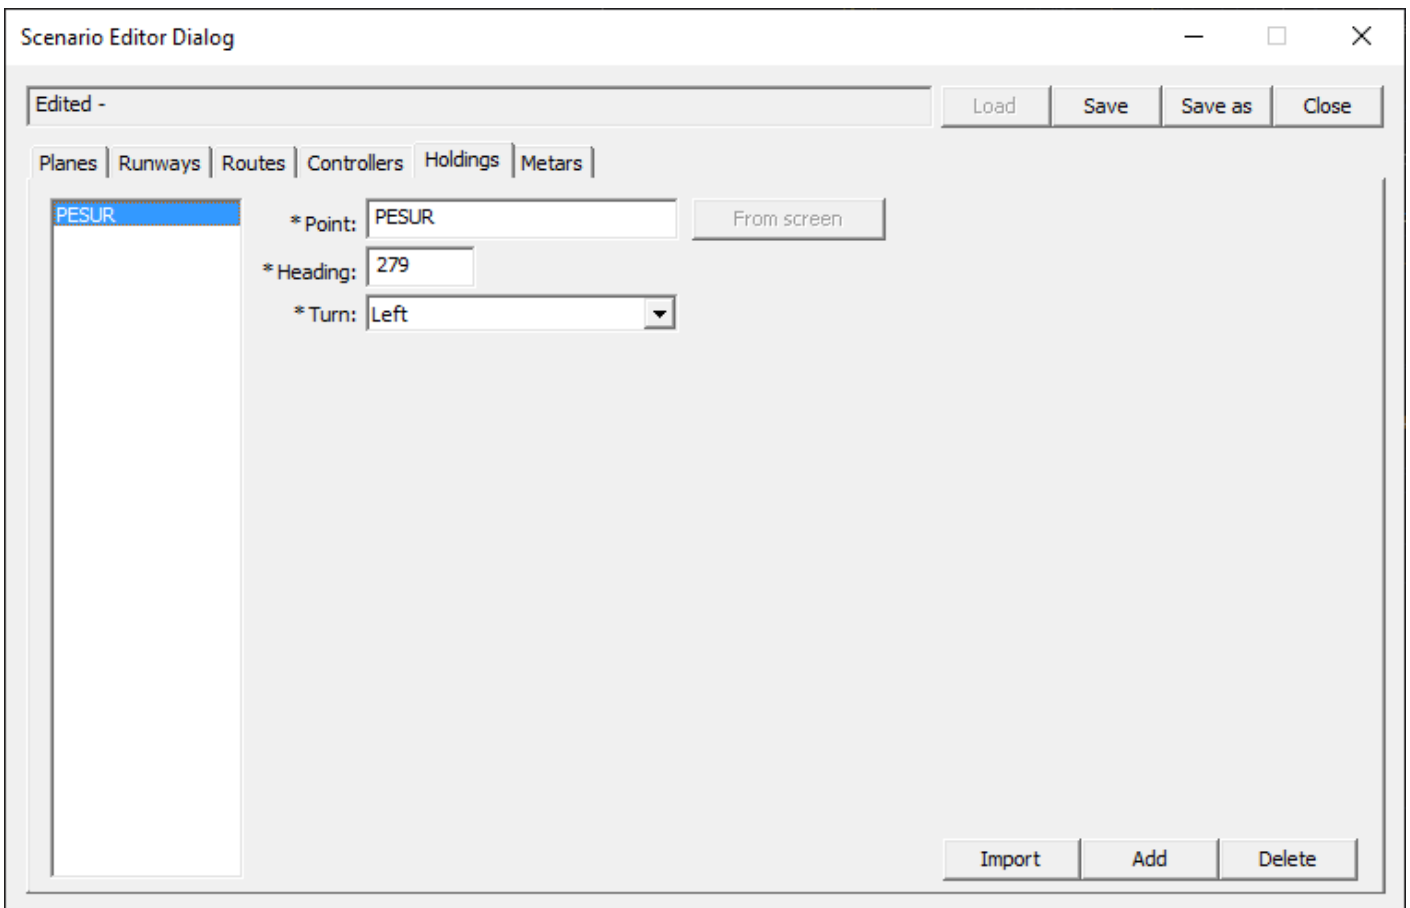 Scenario Editor Dialog
Edited -
Load Save Save as Close
Planes Runways Routes Controllers Holdings Metars
PESUR
*Point: PESUR From screen
*Heading: 279
*Turn: Left
Import Add Delete